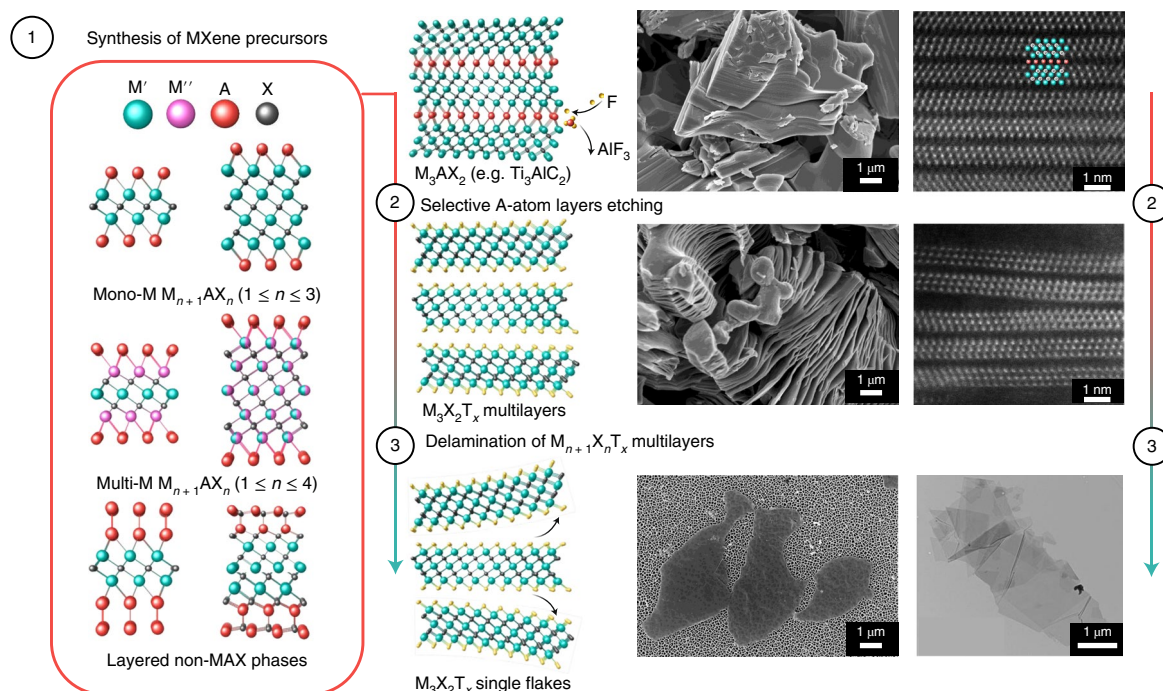 1
Synthesis of MXene precursors
M′ M′′ A X
Mono-M Mₙ₊₁AXₙ (1 ≤ n ≤ 3)
Multi-M Mₙ₊₁AXₙ (1 ≤ n ≤ 4)
Layered non-MAX phases
F
AlF₃
M₃AX₂ (e.g. Ti₃AlC₂)
1 μm
1 nm
2
Selective A-atom layers etching
2
M₃X₂Tₓ multilayers
1 μm
1 nm
3
Delamination of Mₙ₊₁XₙTₓ multilayers
3
M₃X₂Tₓ single flakes
1 μm
1 μm